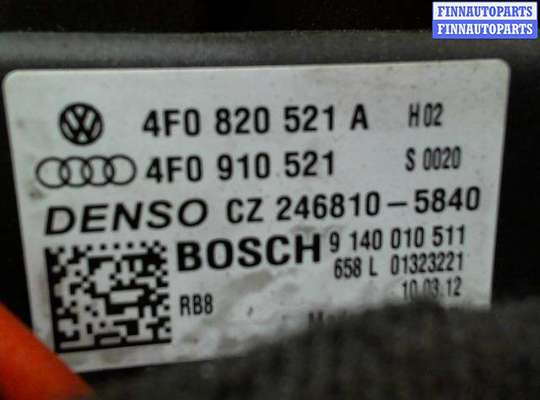 FINNAUTOPARTS
FINNAUTOPARTS
4F0 820 521 A H02
4F0 910 521 S 0020
DENSO CZ 246810-5840
BOSCH 9 140 010 511
658 L 01323221
RB8 10.03.12